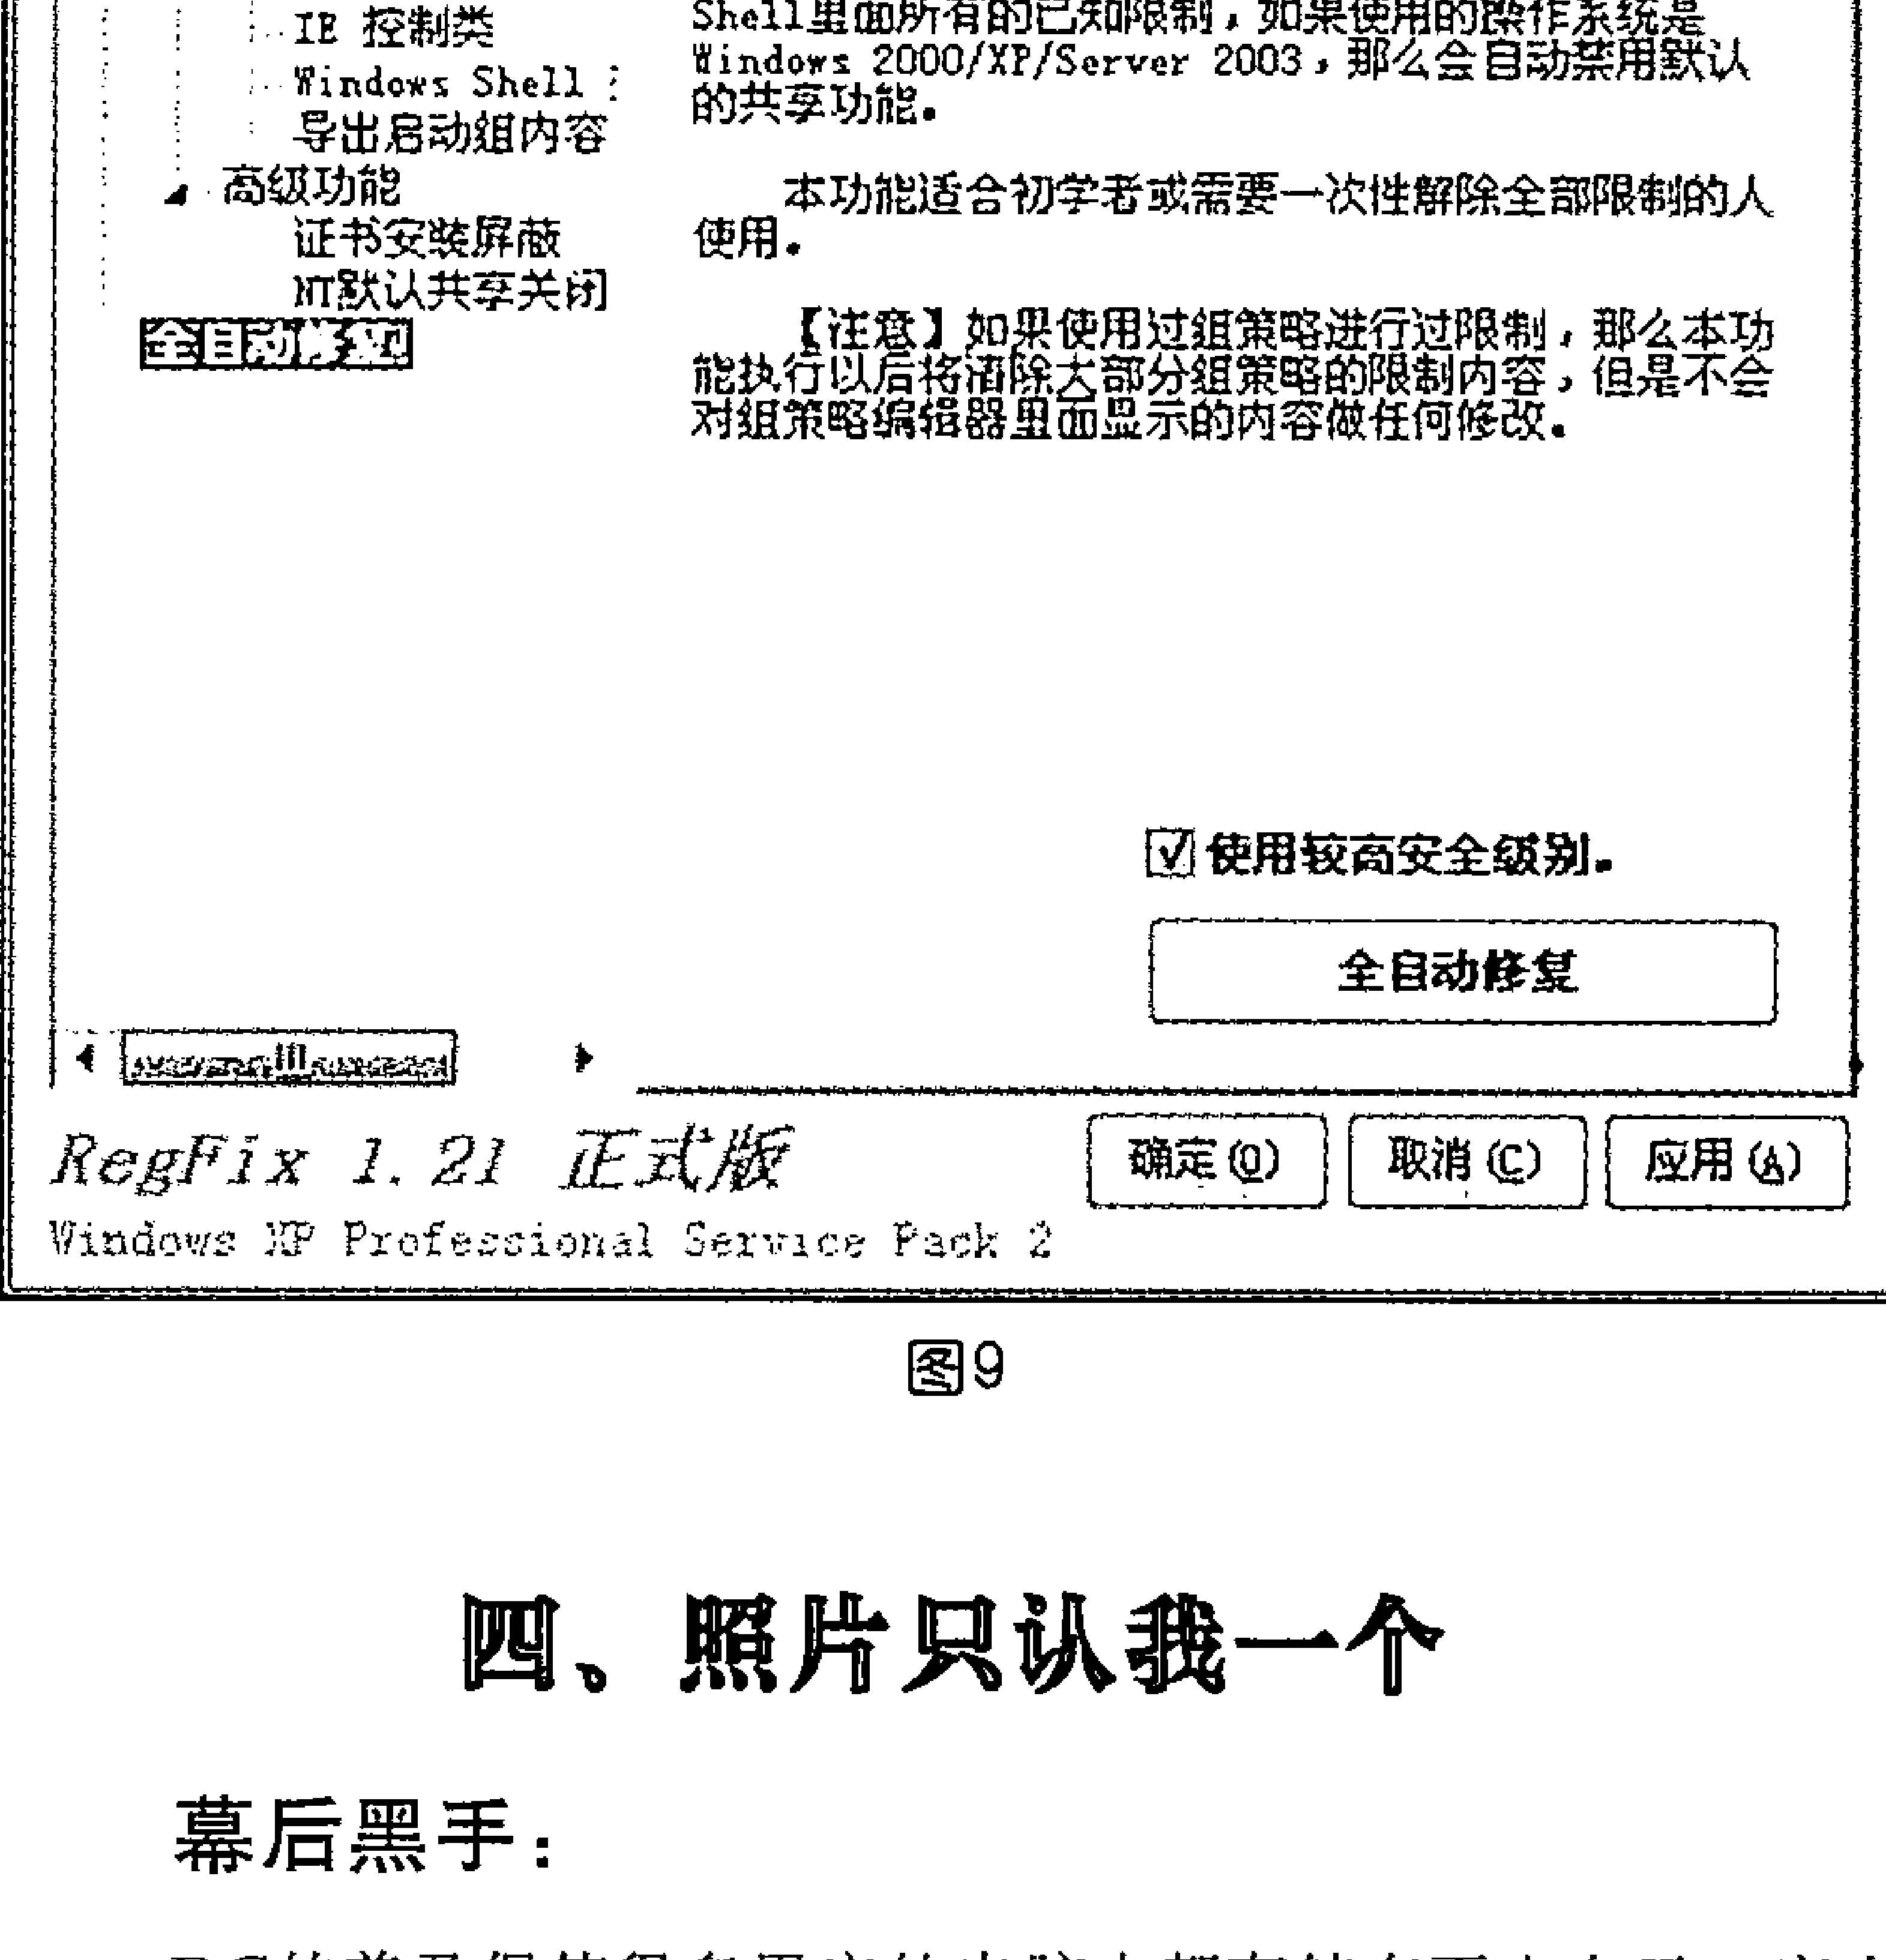 IE 控制类
Windows Shell
导出启动组内容
高级功能
证书安装屏蔽
NT默认共享关闭
全自动修复
Shell里面所有的已知限制，如果使用的操作系统是
Windows 2000/XP/Server 2003，那么会自动禁用默认
的共享功能。
本功能适合初学者或需要一次性解除全部限制的人
使用。
【注意】如果使用过组策略进行过限制，那么本功
能执行以后将清除大部分组策略的限制内容，但是不会
对组策略编辑器里面显示的内容做任何修改。
使用较高安全级别。
全自动修复
RegFix 1.21 正式版
确定(O) 取消(C) 应用(A)
Windows XP Professional Service Pack 2
图9
四、照片只认我一个
幕后黑手：